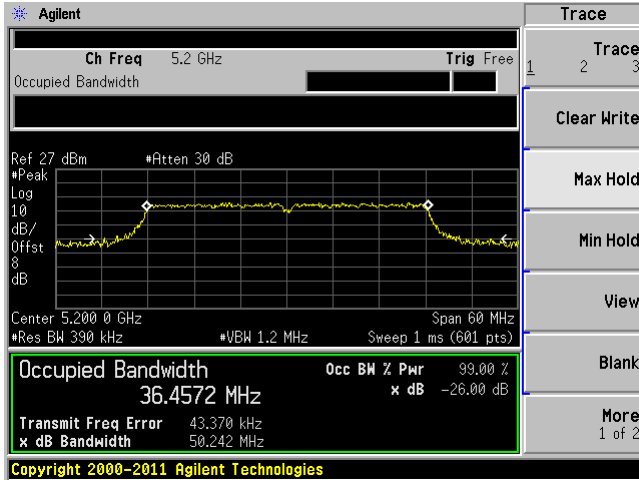 Agilent
Trace
Ch Freq 5.2 GHz Trig Free
Occupied Bandwidth
Trace
1 2 3
Clear Write
Max Hold
Min Hold
View
Blank
More
1 of 2
Ref 27 dBm #Atten 30 dB
#Peak
Log
10
dB/
Offst
8
dB
Center 5.200 0 GHz Span 60 MHz
#Res BW 390 kHz #VBW 1.2 MHz Sweep 1 ms (601 pts)
Occupied Bandwidth Occ BW % Pwr 99.00 %
36.4572 MHz x dB -26.00 dB
Transmit Freq Error 43.370 kHz
x dB Bandwidth 50.242 MHz
Copyright 2000-2011 Agilent Technologies